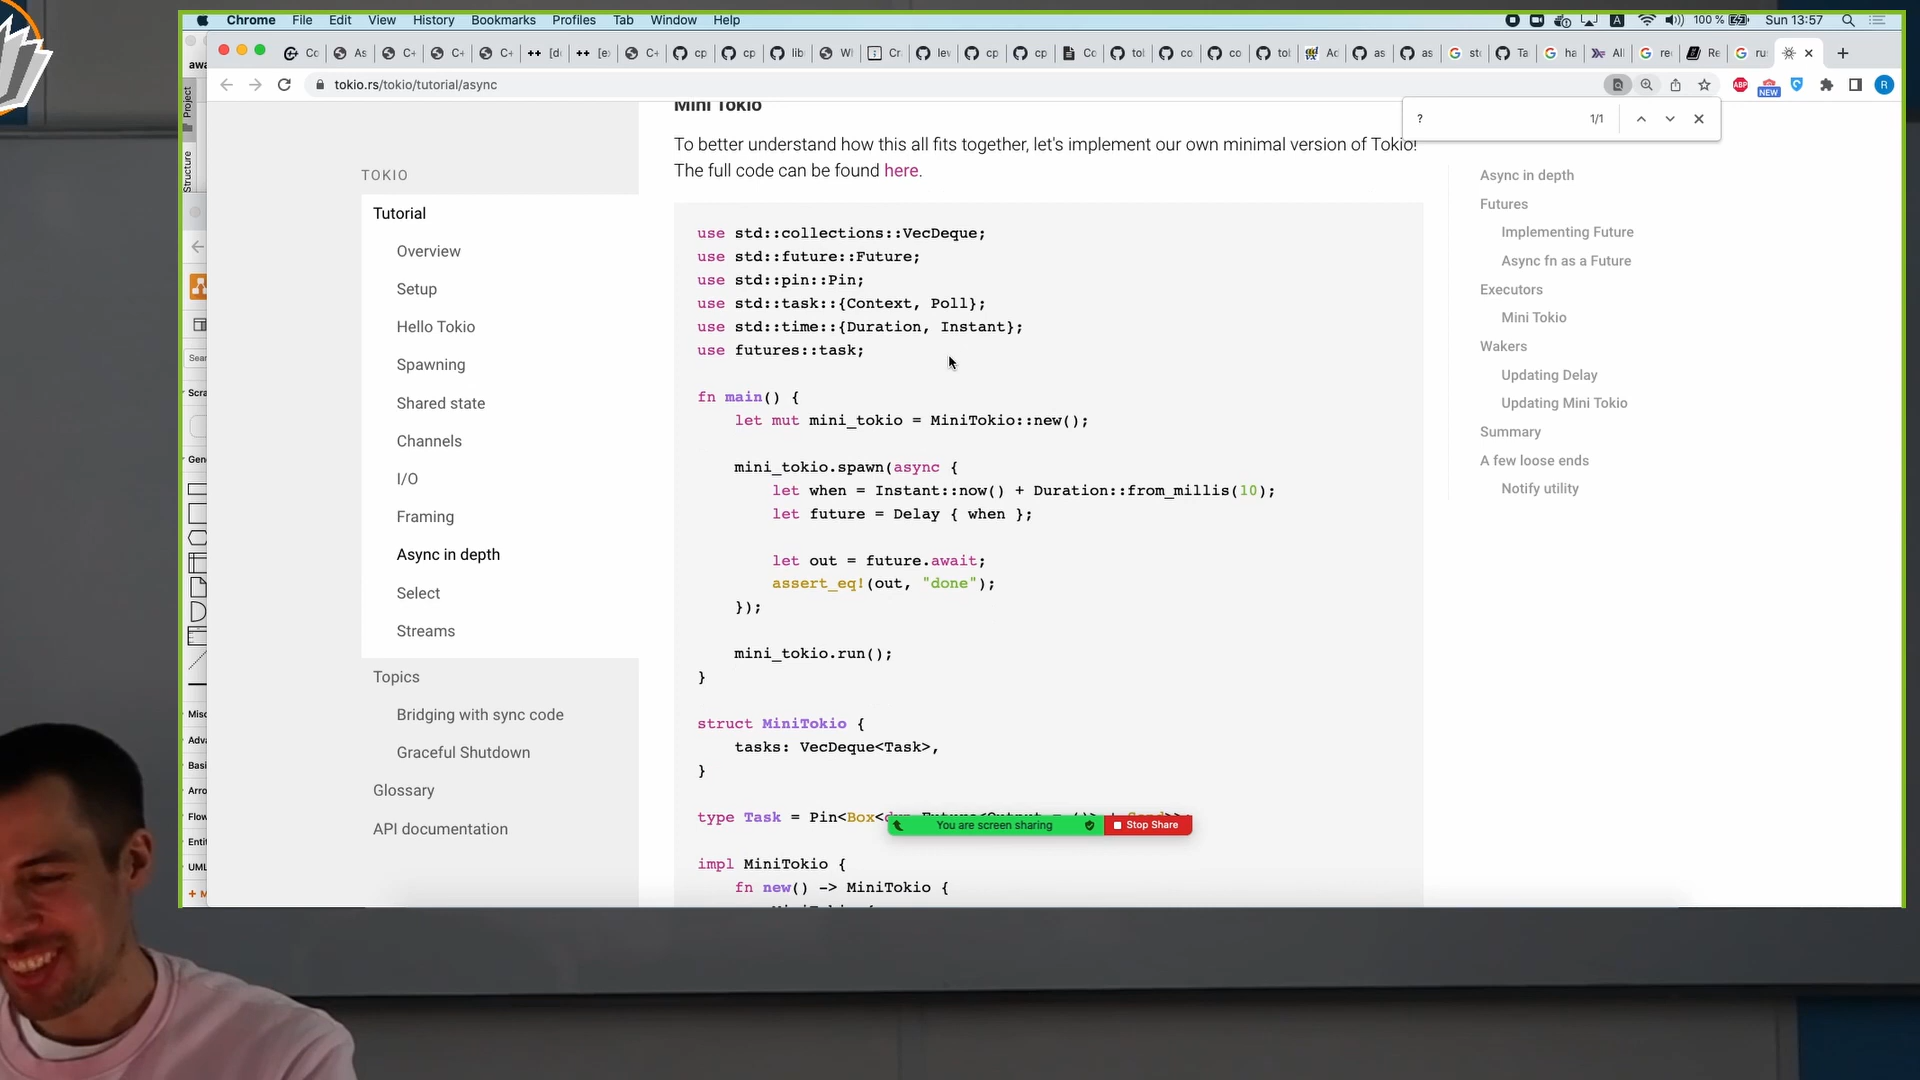 Chrome File Edit View History Bookmarks Profiles Tab Window Help
100 % Sun 13:57
tokio.rs/tokio/tutorial/async
NEW
R
? 1/1
Project
Structure
TOKIO
Tutorial
Overview
Setup
Hello Tokio
Spawning
Shared state
Channels
I/O
Framing
Async in depth
Select
Streams
Topics
Bridging with sync code
Graceful Shutdown
Glossary
API documentation
Mini Tokio
To better understand how this all fits together, let's implement our own minimal version of Tokio!
The full code can be found here.
use std::collections::VecDeque;
use std::future::Future;
use std::pin::Pin;
use std::task::{Context, Poll};
use std::time::{Duration, Instant};
use futures::task;
fn main() {
let mut mini_tokio = MiniTokio::new();
mini_tokio.spawn(async {
let when = Instant::now() + Duration::from_millis(10);
let future = Delay { when };
let out = future.await;
assert_eq!(out, "done");
});
mini_tokio.run();
}
struct MiniTokio {
tasks: VecDeque<Task>,
}
type Task = Pin<Box<
You are screen sharing Stop Share
impl MiniTokio {
fn new() -> MiniTokio {
Async in depth
Futures
Implementing Future
Async fn as a Future
Executors
Mini Tokio
Wakers
Updating Delay
Updating Mini Tokio
Summary
A few loose ends
Notify utility